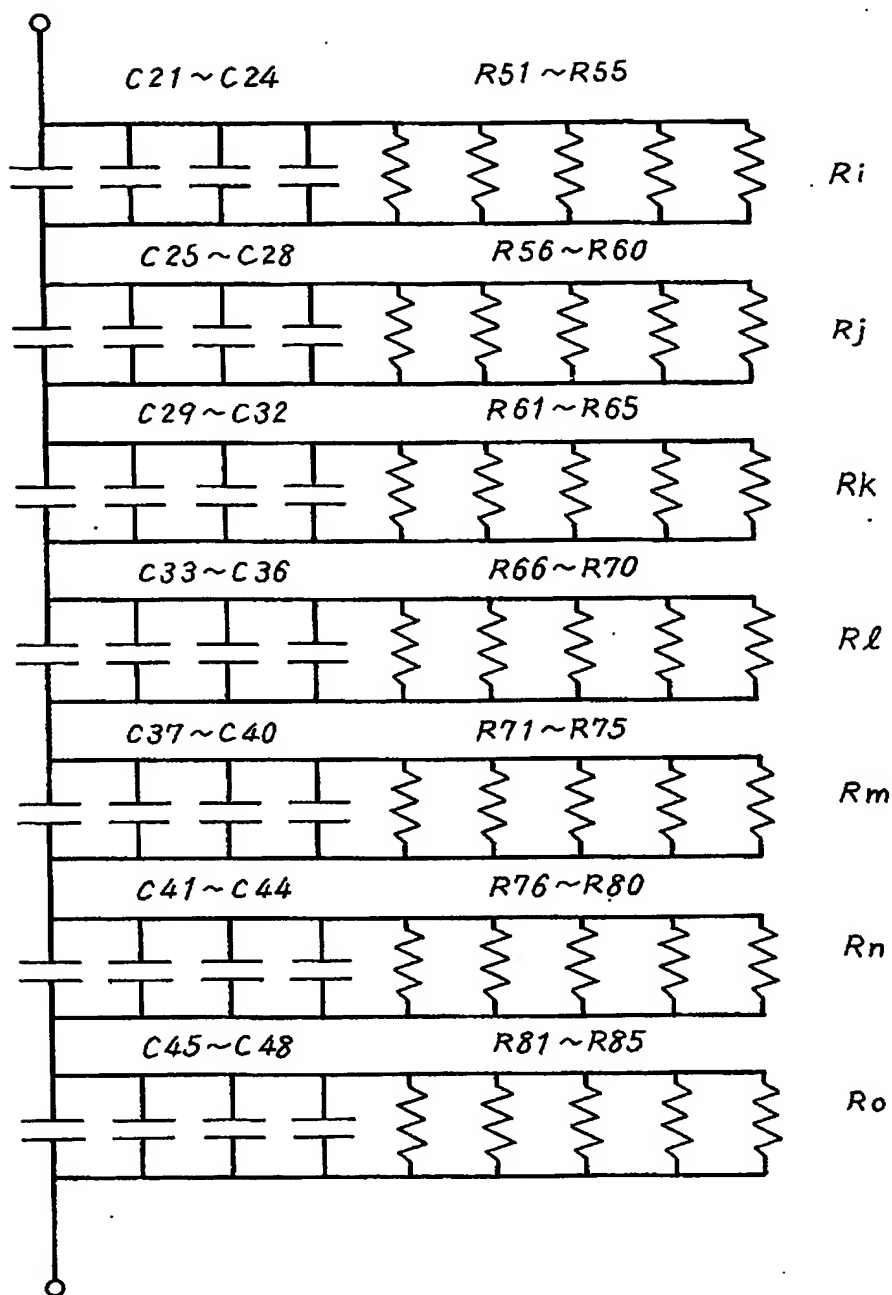 C21~C24 R51~R55
Ri
C25~C28 R56~R60
Rj
C29~C32 R61~R65
Rk
C33~C36 R66~R70
Rℓ
C37~C40 R71~R75
Rm
C41~C44 R76~R80
Rn
C45~C48 R81~R85
Ro